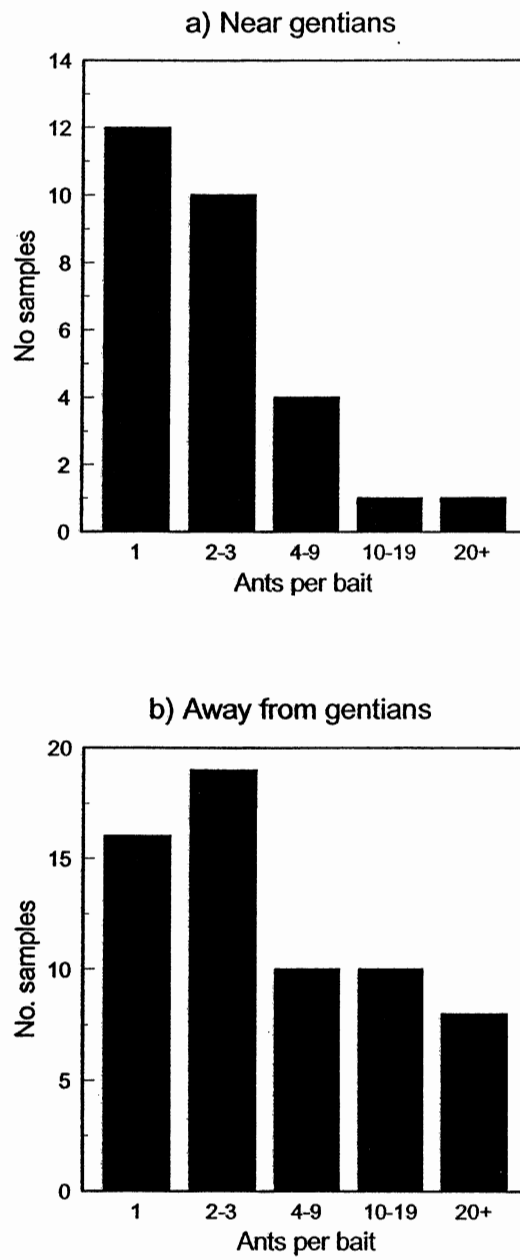 a) Near gentians
14
12
10
8
6
4
2
0
No samples
1 2-3 4-9 10-19 20+
Ants per bait
b) Away from gentians
20
15
10
5
0
No. samples
1 2-3 4-9 10-19 20+
Ants per bait